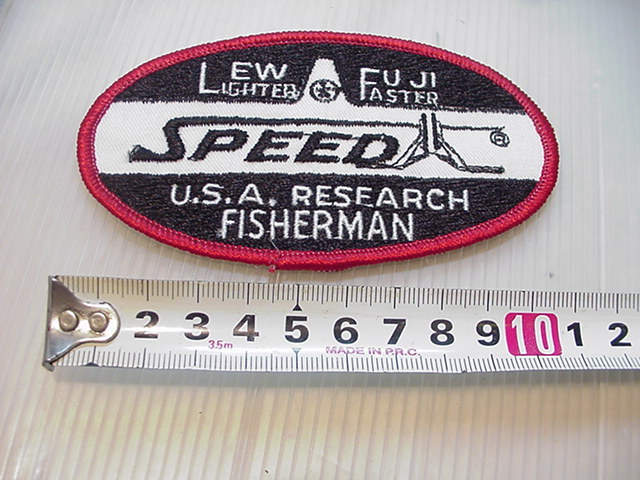 LEW FUJI
LIGHTER & FASTER
SPEED
U.S.A. RESEARCH
FISHERMAN
2 3 4 5 6 7 8 9 10 1 2
3.5m
MADE IN P.R.C.